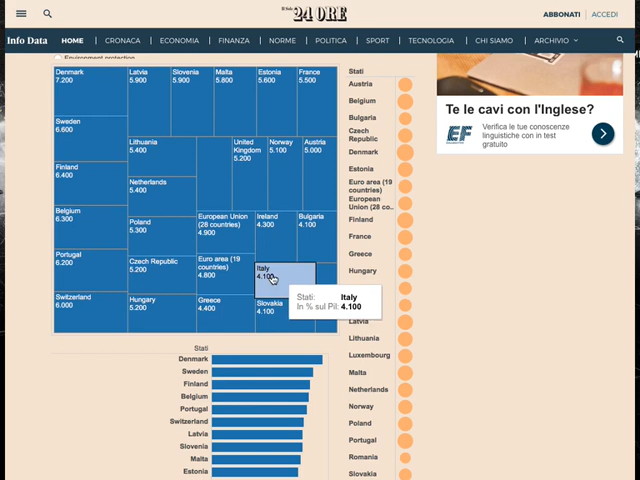 Il Sole
24 ORE
ABBONATI | ACCEDI
Info Data
HOME | CRONACA | ECONOMIA | FINANZA | NORME | POLITICA | SPORT | TECNOLOGIA | CHI SIAMO | ARCHIVIO
Environment protection
Denmark
7.200
Latvia
5.900
Slovenia
5.900
Malta
5.800
Estonia
5.600
France
5.500
Sweden
6.600
Lithuania
5.400
United
Kingdom
5.200
Norway
5.100
Austria
5.000
Finland
6.400
Netherlands
5.400
Belgium
6.300
Poland
5.300
European Union
(28 countries)
4.900
Ireland
4.300
Bulgaria
4.100
Portugal
6.200
Czech Republic
5.200
Euro area (19
countries)
4.800
Italy
4.100
Switzerland
6.000
Hungary
5.200
Greece
4.400
Slovakia
4.100
Stati: Italy
In % sul Pil: 4.100
Stati
Austria
Belgium
Bulgaria
Czech
Republic
Denmark
Estonia
Euro area (19
countries)
European
Union (28 co..
Finland
France
Greece
Hungary
Latvia
Lithuania
Luxembourg
Malta
Netherlands
Norway
Poland
Portugal
Romania
Slovakia
Te le cavi con l'Inglese?
EF
Verifica le tue conoscenze
linguistiche con in test
gratuito
Stati
Denmark
Sweden
Finland
Belgium
Portugal
Switzerland
Latvia
Slovenia
Malta
Estonia